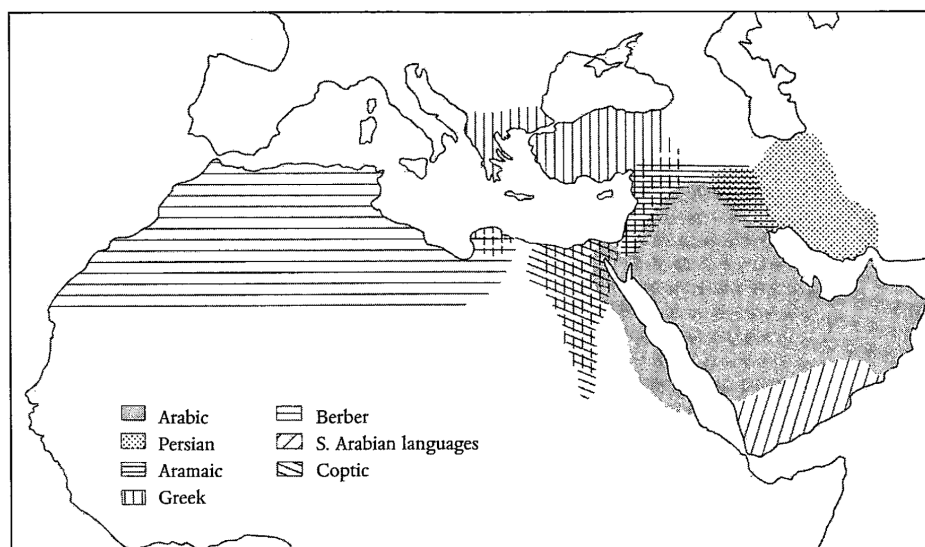 Arabic
Persian
Aramaic
Greek
Berber
S. Arabian languages
Coptic